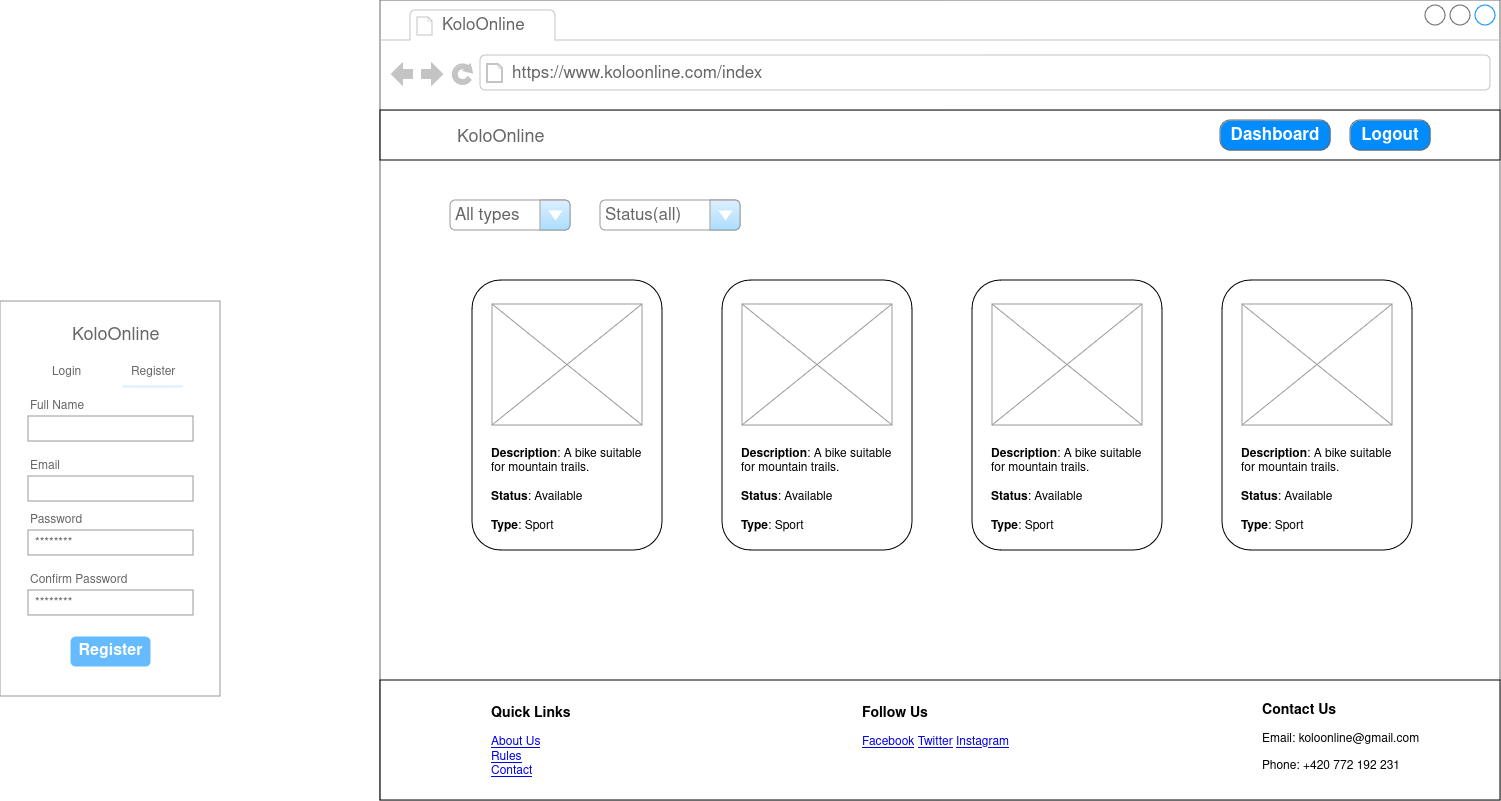 KoloOnline
https://www.koloonline.com/index
KoloOnline
Dashboard
Logout
All types
Status(all)
Description: A bike suitable
for mountain trails.
Status: Available
Type: Sport
Description: A bike suitable
for mountain trails.
Status: Available
Type: Sport
Description: A bike suitable
for mountain trails.
Status: Available
Type: Sport
Description: A bike suitable
for mountain trails.
Status: Available
Type: Sport
KoloOnline
Login
Register
Full Name
Email
Password
********
Confirm Password
********
Register
Quick Links
About Us
Rules
Contact
Follow Us
Facebook Twitter Instagram
Contact Us
Email: koloonline@gmail.com
Phone: +420 772 192 231